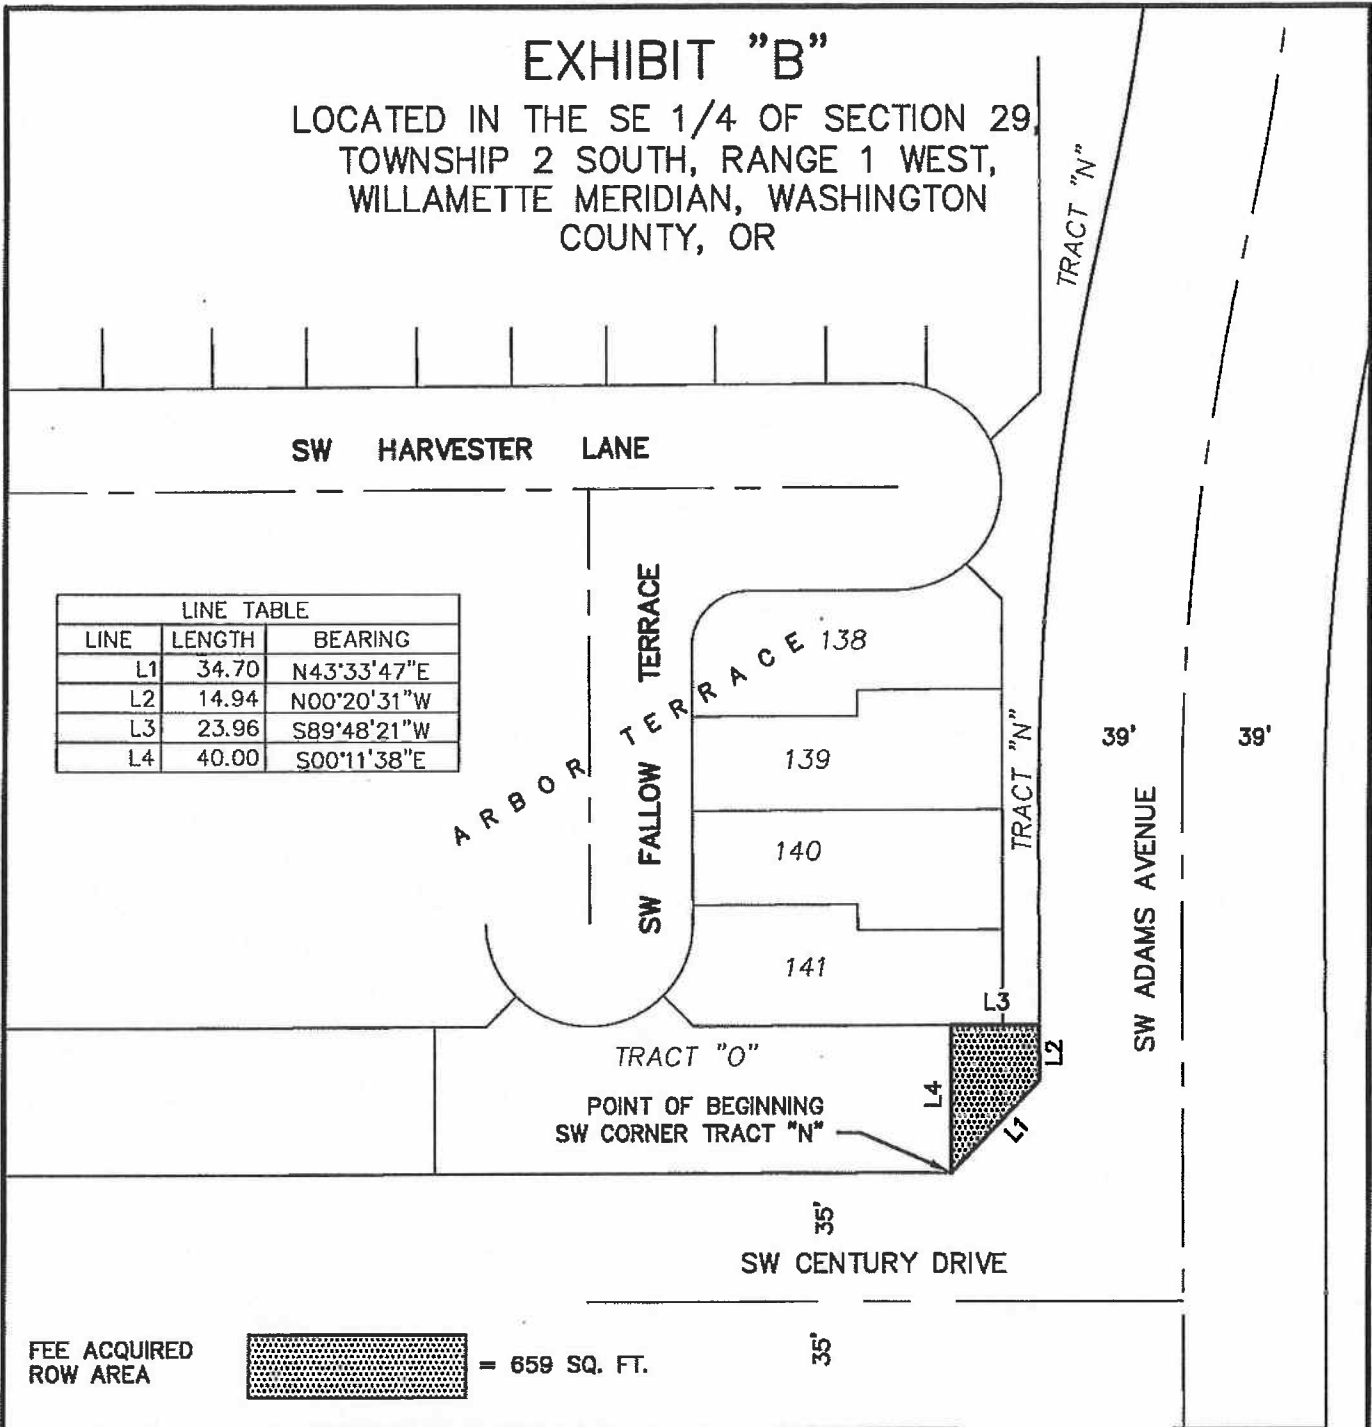 EXHIBIT "B"
LOCATED IN THE SE 1/4 OF SECTION 29,
TOWNSHIP 2 SOUTH, RANGE 1 WEST,
WILLAMETTE MERIDIAN, WASHINGTON
COUNTY, OR
TRACT "N"
SW HARVESTER LANE
LINE TABLE
LINE LENGTH BEARING
L1 34.70 N43°33'47"E
L2 14.94 N00°20'31"W
L3 23.96 S89°48'21"W
L4 40.00 S00°11'38"E
SW FALLOW TERRACE
ARBOR TERRACE
138
139
140
141
TRACT "N"
39' 39'
SW ADAMS AVENUE
L3
L2
L4
L1
TRACT "O"
POINT OF BEGINNING
SW CORNER TRACT "N"
35'
SW CENTURY DRIVE
35'
FEE ACQUIRED
ROW AREA
= 659 SQ. FT.